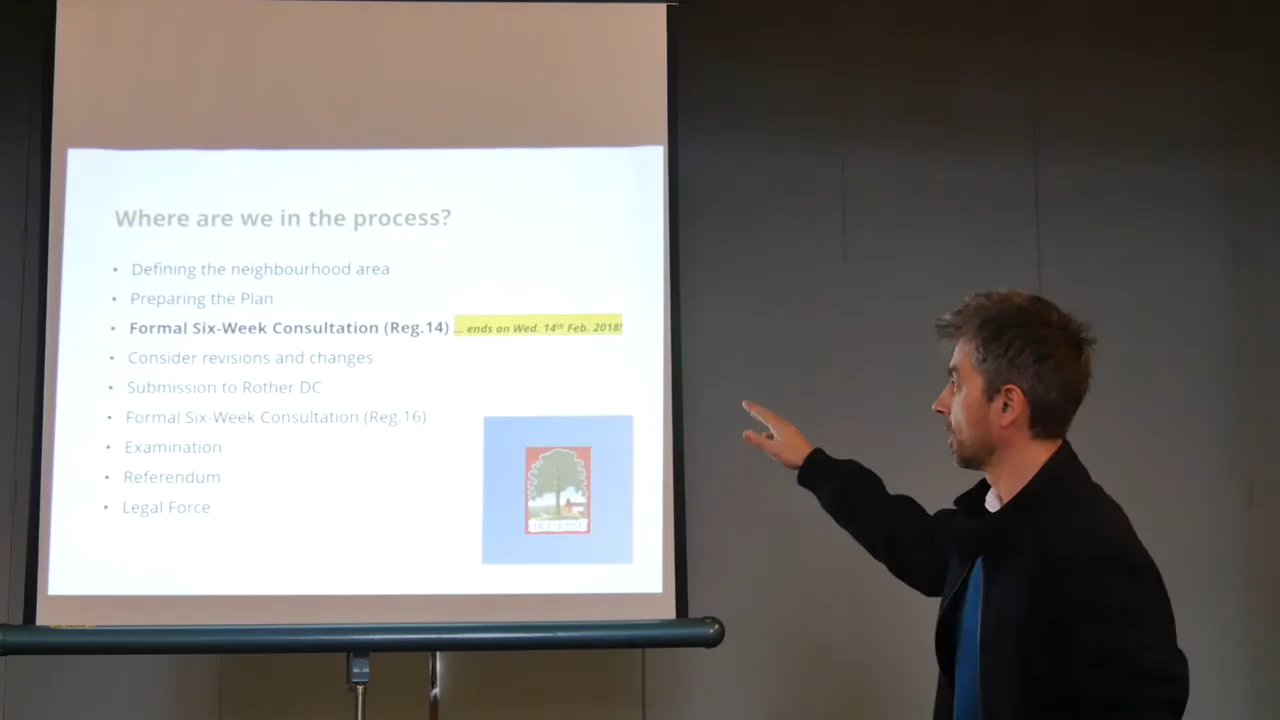 Where are we in the process?
• Defining the neighbourhood area
• Preparing the Plan
• Formal Six-Week Consultation (Reg.14) ... ends on Wed. 14th Feb. 2018!
• Consider revisions and changes
• Submission to Rother DC
• Formal Six-Week Consultation (Reg.16)
• Examination
• Referendum
• Legal Force